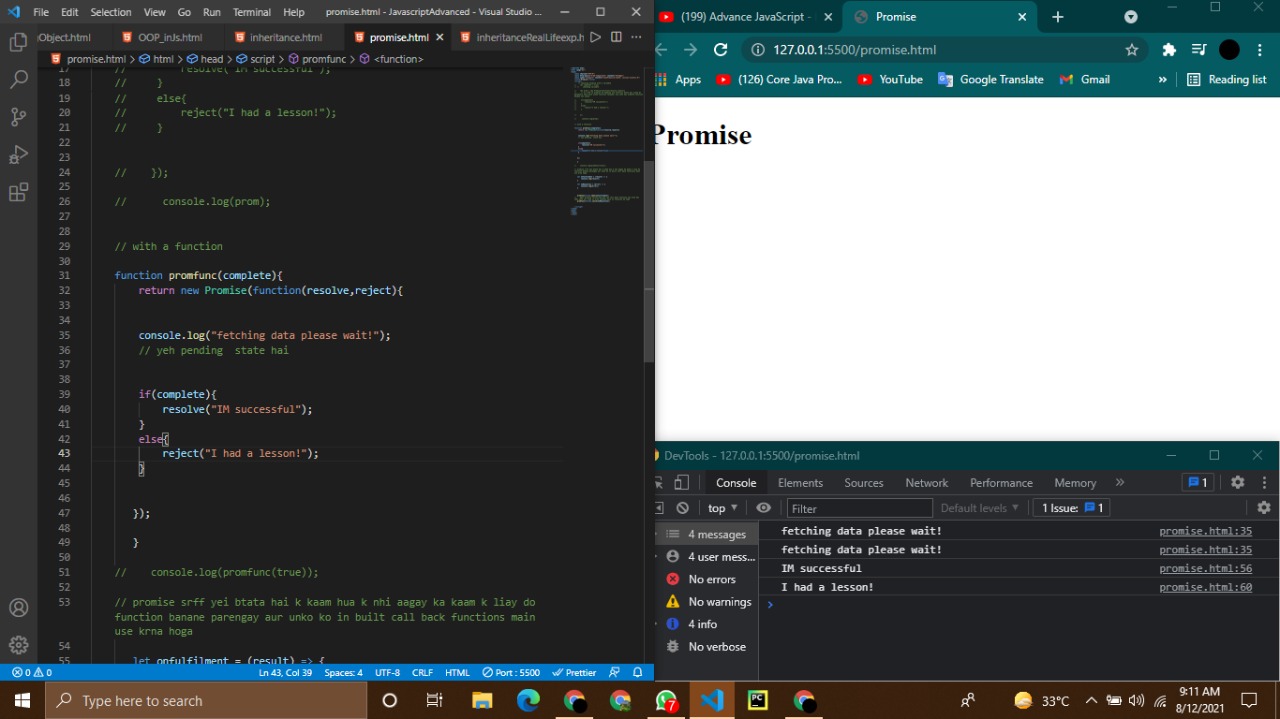 File Edit Selection View Go Run Terminal Help promise.html - JavascriptAdvanced - Visual Studio ...
Object.html OOP_inJs.html inheritance.html promise.html inheritanceRealLifeexp.h
promise.html > html > head > script > promfunc > <function>
17 // resolve("IM successful");
18 // }
19 // else{
20 // reject("I had a lesson!");
21 // }
22
23
24 // });
25
26 // console.log(prom);
27
28
29 // with a function
30
31 function promfunc(complete){
32 return new Promise(function(resolve,reject){
33
34
35 console.log("fetching data please wait!");
36 // yeh pending  state hai
37
38
39 if(complete){
40 resolve("IM successful");
41 }
42 else{
43 reject("I had a lesson!");
44 }
45
46
47 });
48
49 }
50
51 // console.log(promfunc(true));
52
53 // promise srff yei btata hai k kaam hua k nhi aagay ka kaam k liay do
function banane parengay aur unko ko in built call back functions main
use krna hoga
54
55 let onfulfilment = (result) => {
0 0 Ln 43, Col 39 Spaces: 4 UTF-8 CRLF HTML Port : 5500 Prettier
(199) Advance JavaScript - Promise
127.0.0.1:5500/promise.html
Apps (126) Core Java Pro... YouTube Google Translate Gmail » Reading list
Promise
DevTools - 127.0.0.1:5500/promise.html
Console Elements Sources Network Performance Memory » 1
top Filter Default levels 1 Issue: 1
4 messages
4 user mess...
No errors
No warnings
4 info
No verbose
fetching data please wait! promise.html:35
fetching data please wait! promise.html:35
IM successful promise.html:56
I had a lesson! promise.html:60
Type here to search
7
PC
33°C
9:11 AM
8/12/2021